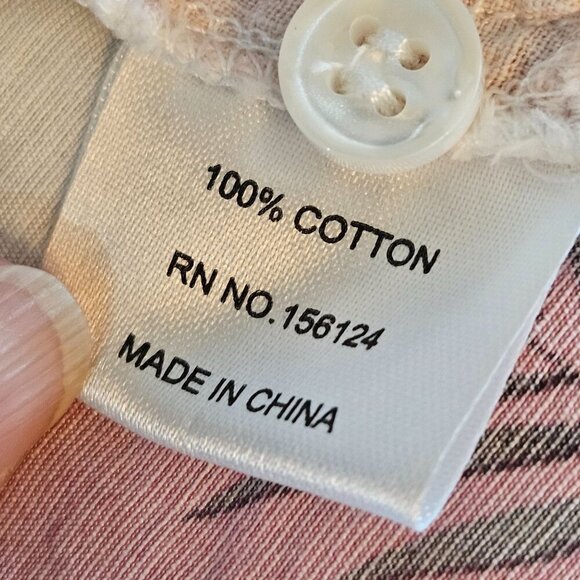 100% COTTON
RN NO.156124
MADE IN CHINA